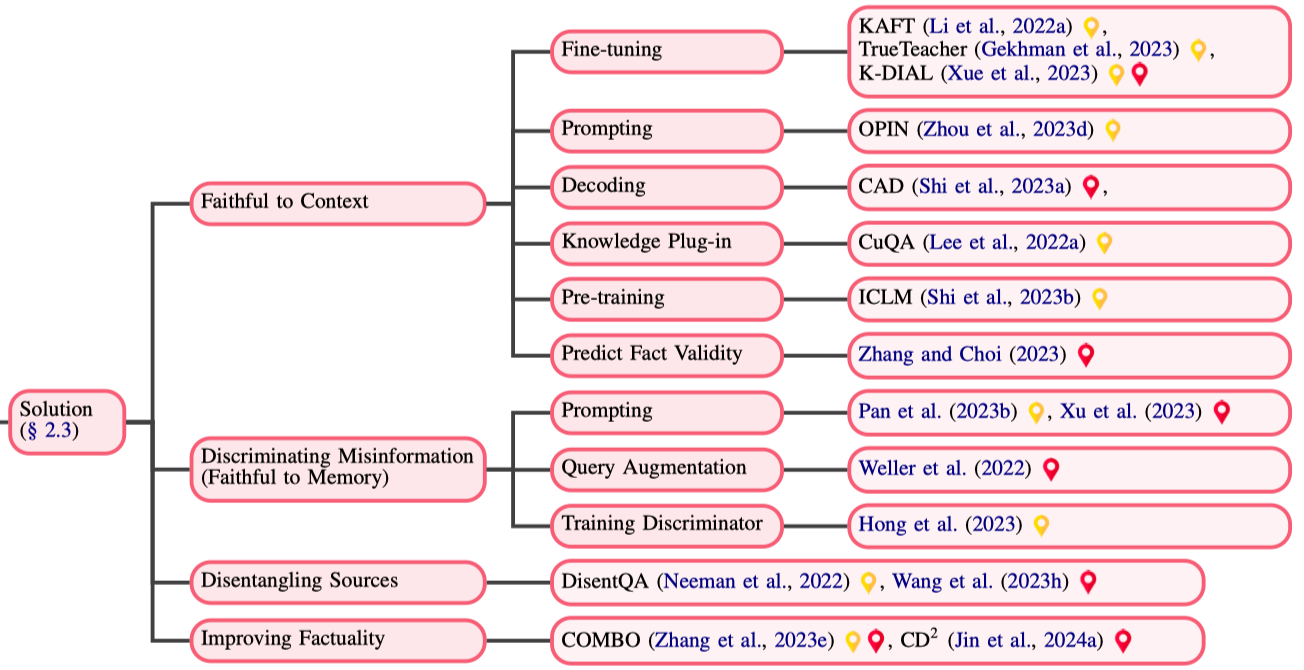 Solution
(§ 2.3)
Faithful to Context
Fine-tuning
KAFT (Li et al., 2022a) ,
TrueTeacher (Gekhman et al., 2023) ,
K-DIAL (Xue et al., 2023)
Prompting
OPIN (Zhou et al., 2023d)
Decoding
CAD (Shi et al., 2023a) ,
Knowledge Plug-in
CuQA (Lee et al., 2022a)
Pre-training
ICLM (Shi et al., 2023b)
Predict Fact Validity
Zhang and Choi (2023)
Discriminating Misinformation
(Faithful to Memory)
Prompting
Pan et al. (2023b) , Xu et al. (2023)
Query Augmentation
Weller et al. (2022)
Training Discriminator
Hong et al. (2023)
Disentangling Sources
DisentQA (Neeman et al., 2022) , Wang et al. (2023h)
Improving Factuality
COMBO (Zhang et al., 2023e) , CD² (Jin et al., 2024a)